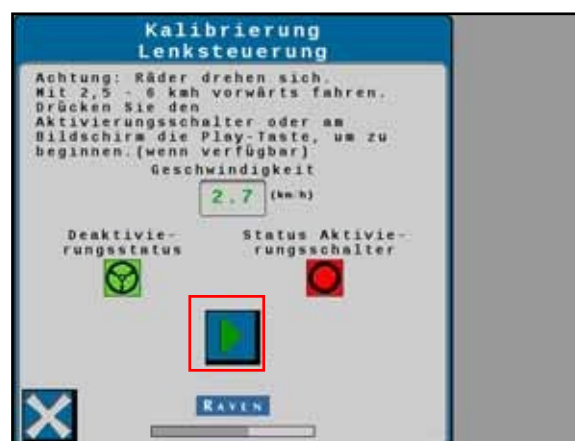 Kalibrierung
Lenksteuerung
Achtung: Räder drehen sich.
Mit 2,5 - 6 kmh vorwärts fahren.
Drücken Sie den
Aktivierungsschalter oder am
Bildschirm die Play-Taste, um zu
beginnen.(wenn verfügbar)
Geschwindigkeit
2.7 (km/h)
Deaktivie-
rungsstatus
Status Aktivie-
rungsschalter
RAVEN